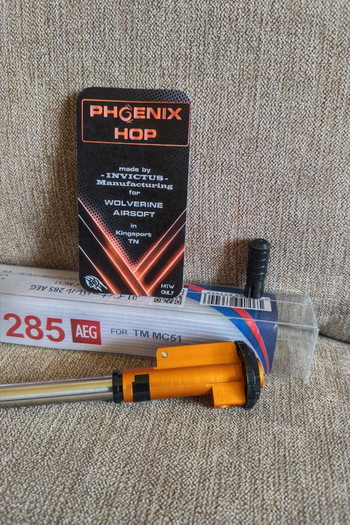 PHOENIX
HOP
made by
-INVICTUS-
Manufacturing
for
WOLVERINE
AIRSOFT
in
Kingsport
TN
MTW
ONLY
285 AEG FOR TM MC51